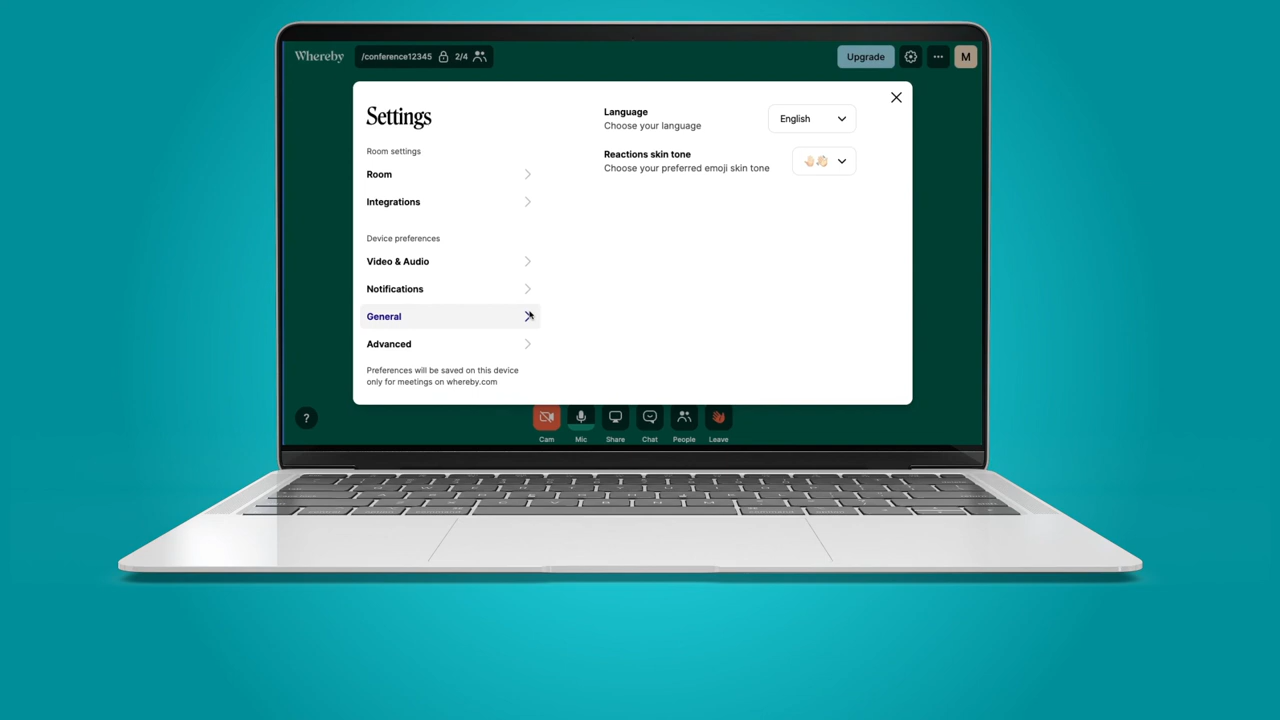 Whereby
/conference12345
2/4
Upgrade
M
Settings
Room settings
Room
Integrations
Device preferences
Video & Audio
Notifications
General
Advanced
Preferences will be saved on this device
only for meetings on whereby.com
Language
Choose your language
English
Reactions skin tone
Choose your preferred emoji skin tone
?
Cam
Mic
Share
Chat
People
Leave